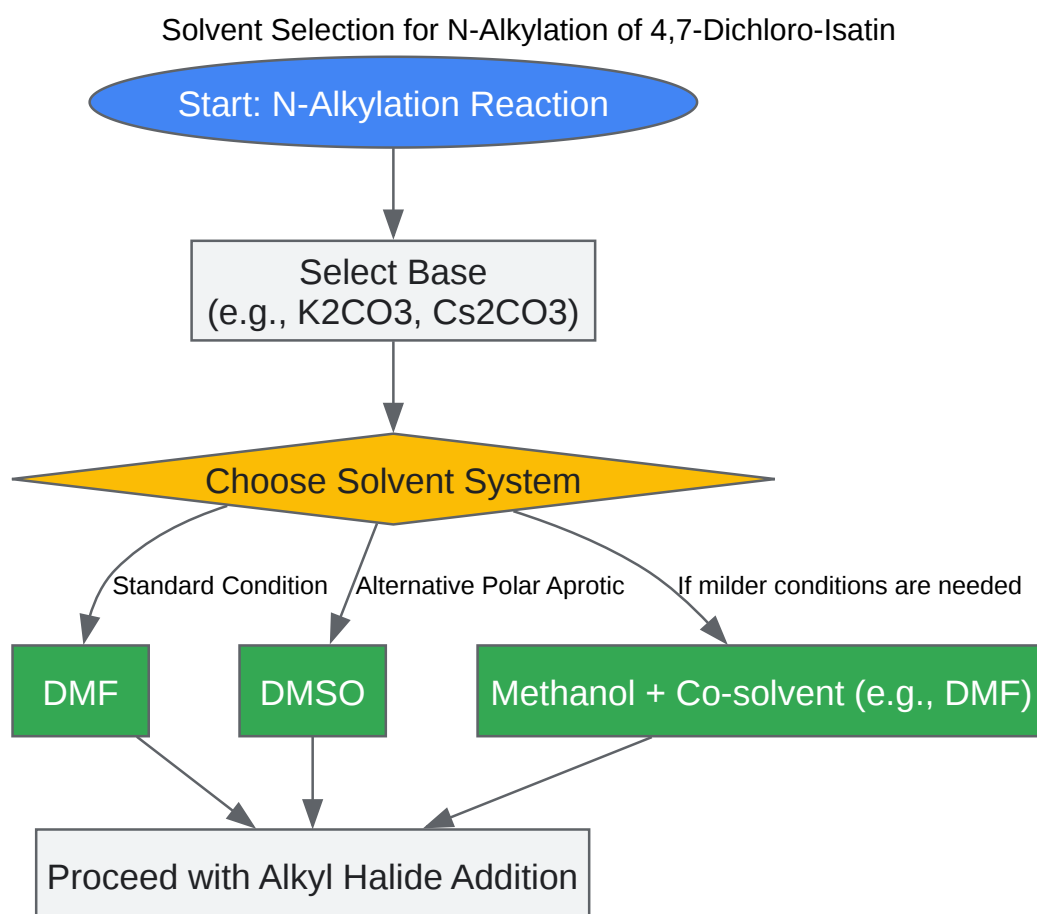 Solvent Selection for N-Alkylation of 4,7-Dichloro-Isatin
Start: N-Alkylation Reaction
Select Base
(e.g., K2CO3, Cs2CO3)
Choose Solvent System
Standard Condition
Alternative Polar Aprotic
If milder conditions are needed
DMF
DMSO
Methanol + Co-solvent (e.g., DMF)
Proceed with Alkyl Halide Addition